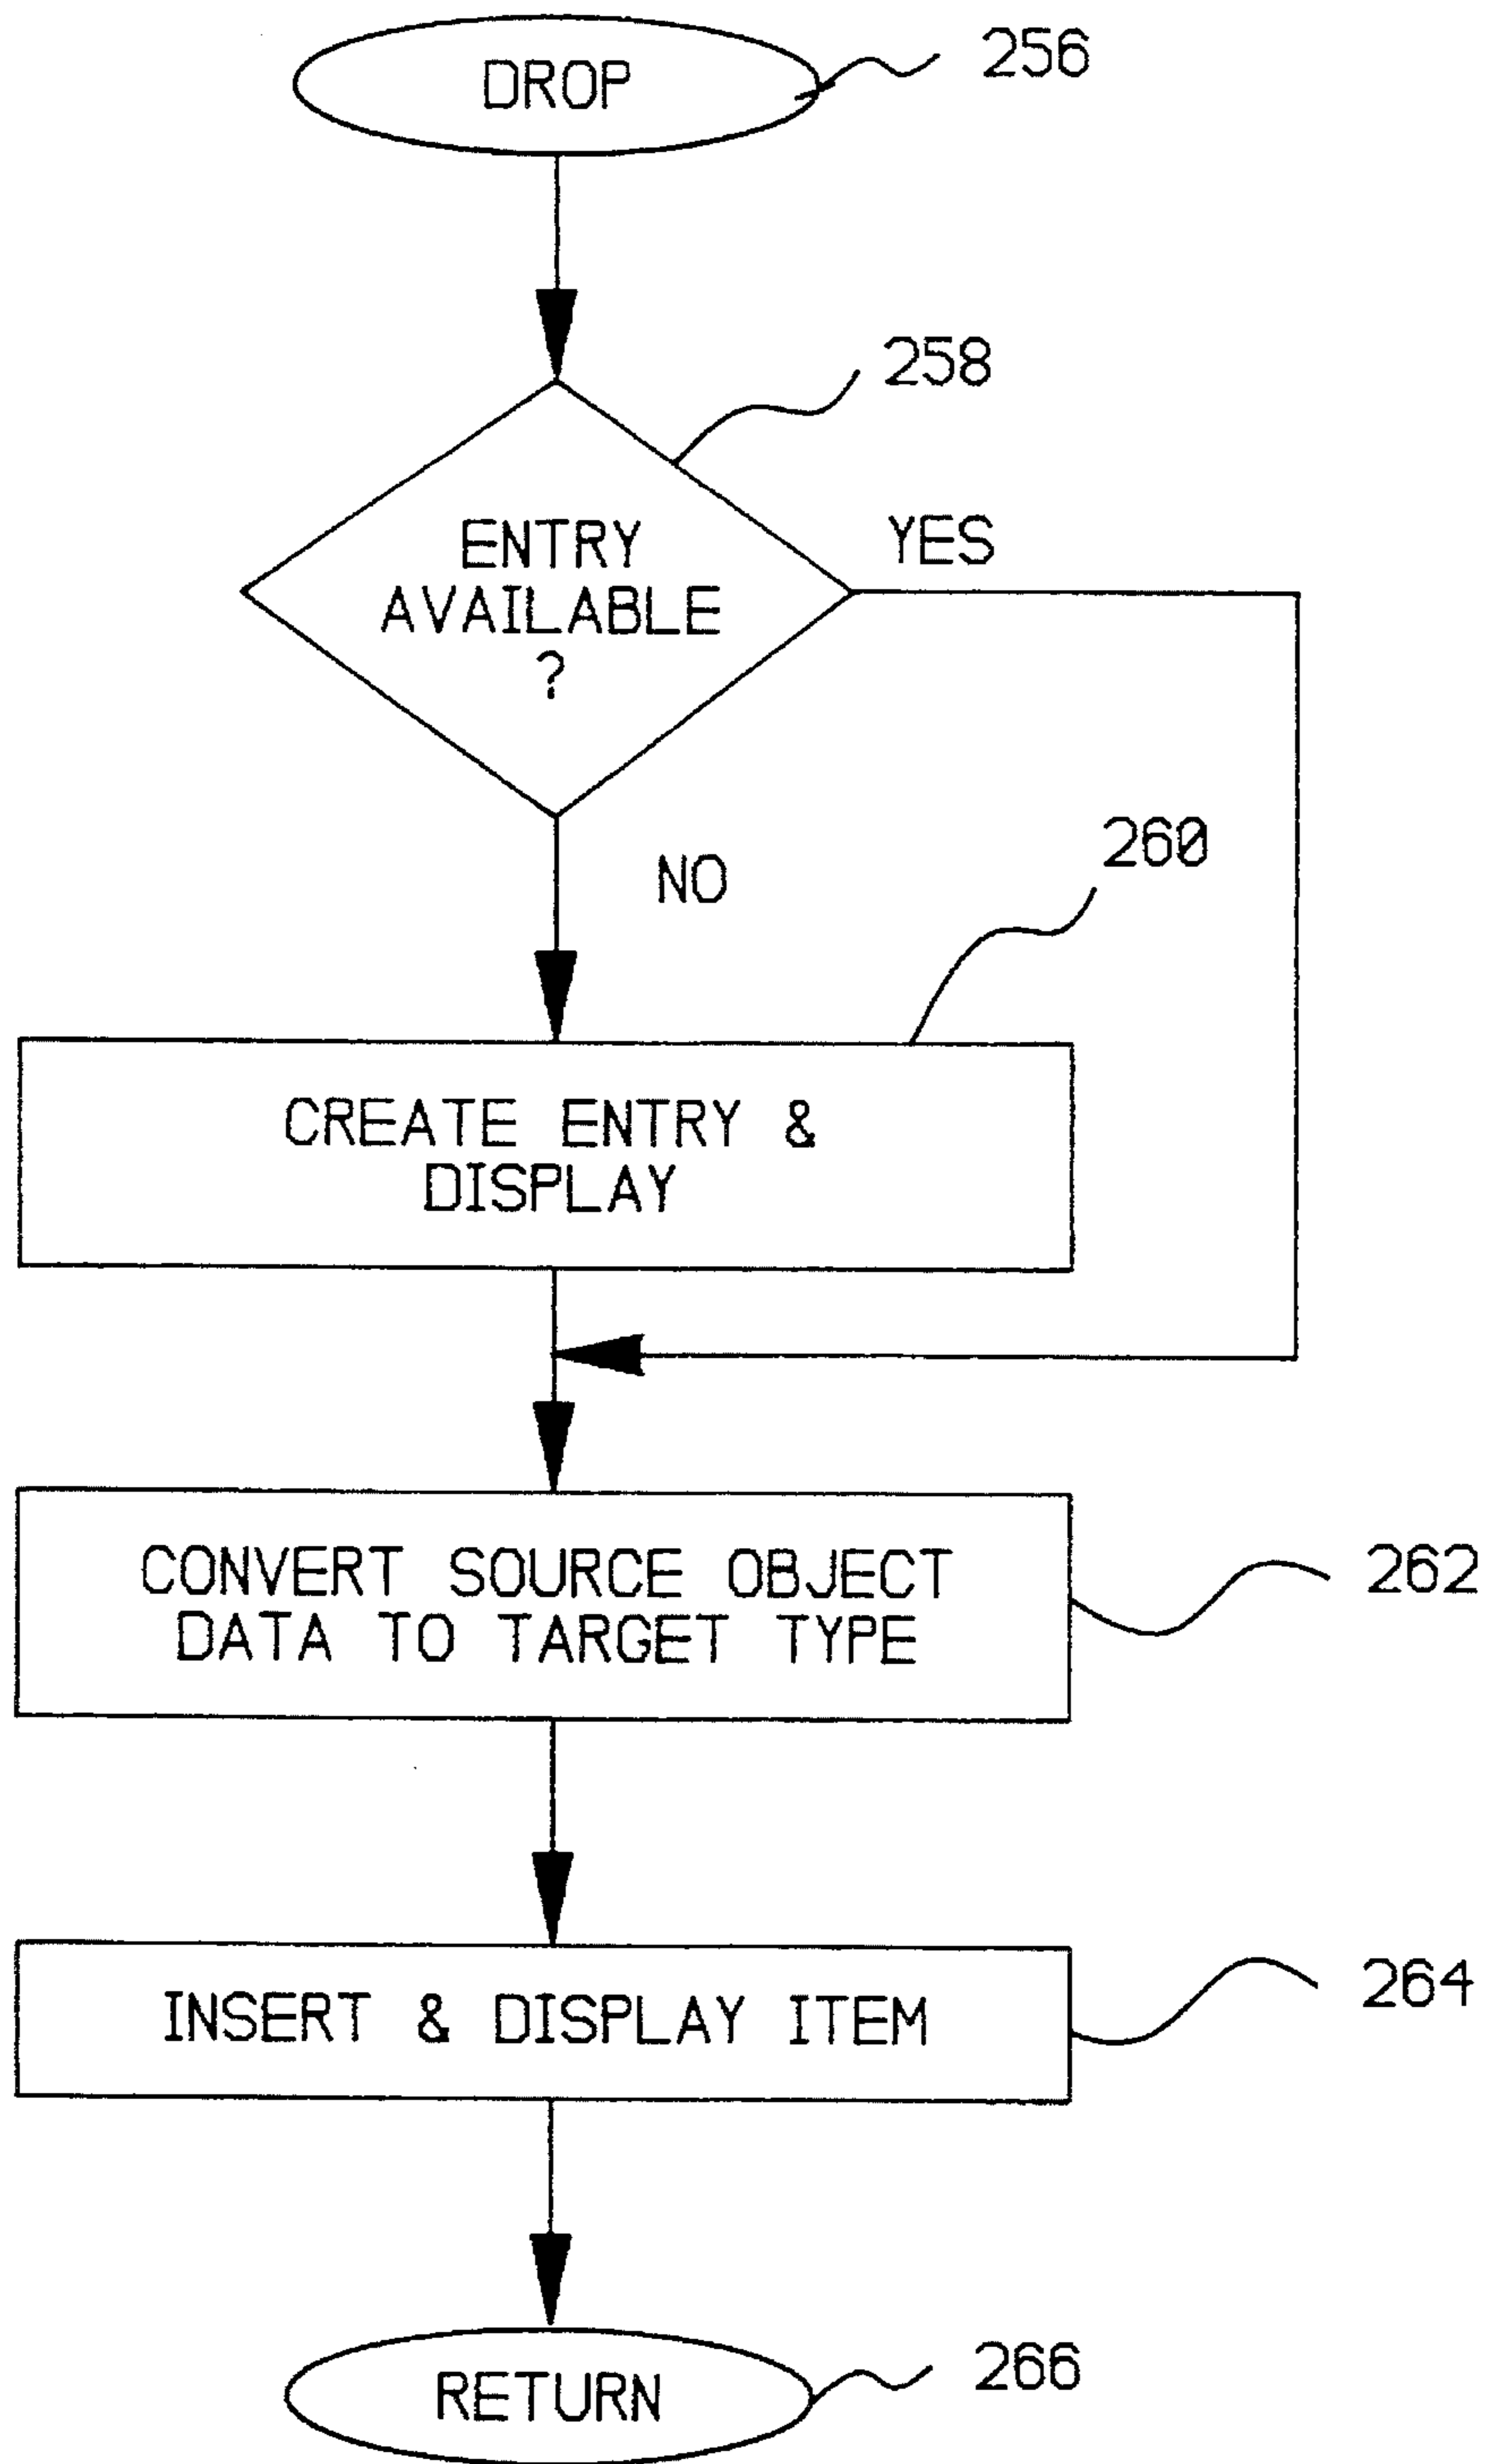 DROP
256
258
ENTRY
AVAILABLE
?
YES
NO
260
CREATE ENTRY &
DISPLAY
CONVERT SOURCE OBJECT
DATA TO TARGET TYPE
262
INSERT & DISPLAY ITEM
264
RETURN
266